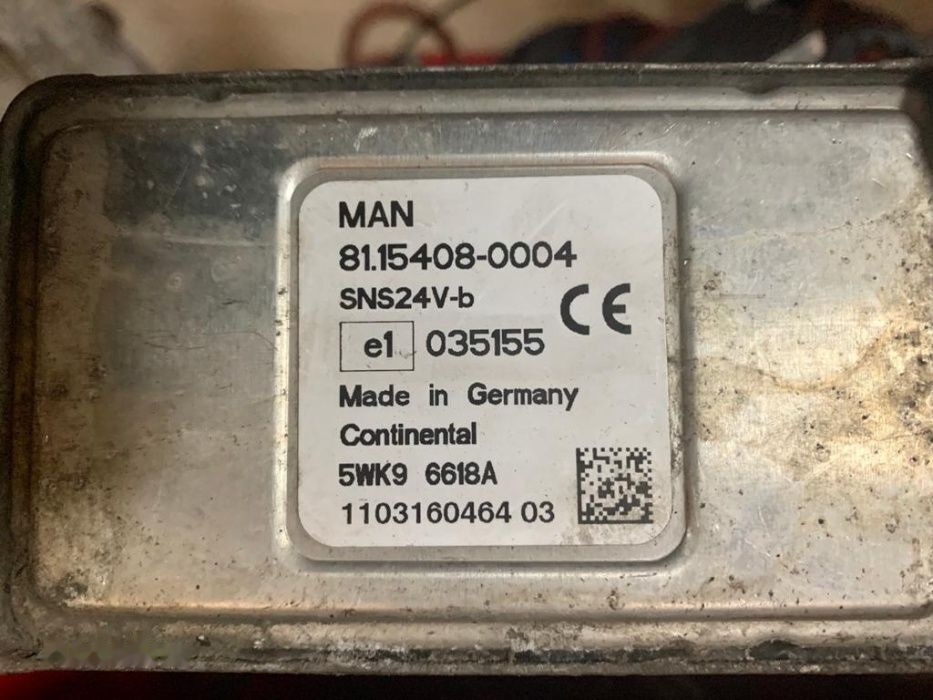 MAN
81.15408-0004
SNS24V-b
CE
e1 035155
Made in Germany
Continental
5WK9 6618A
1103160464 03